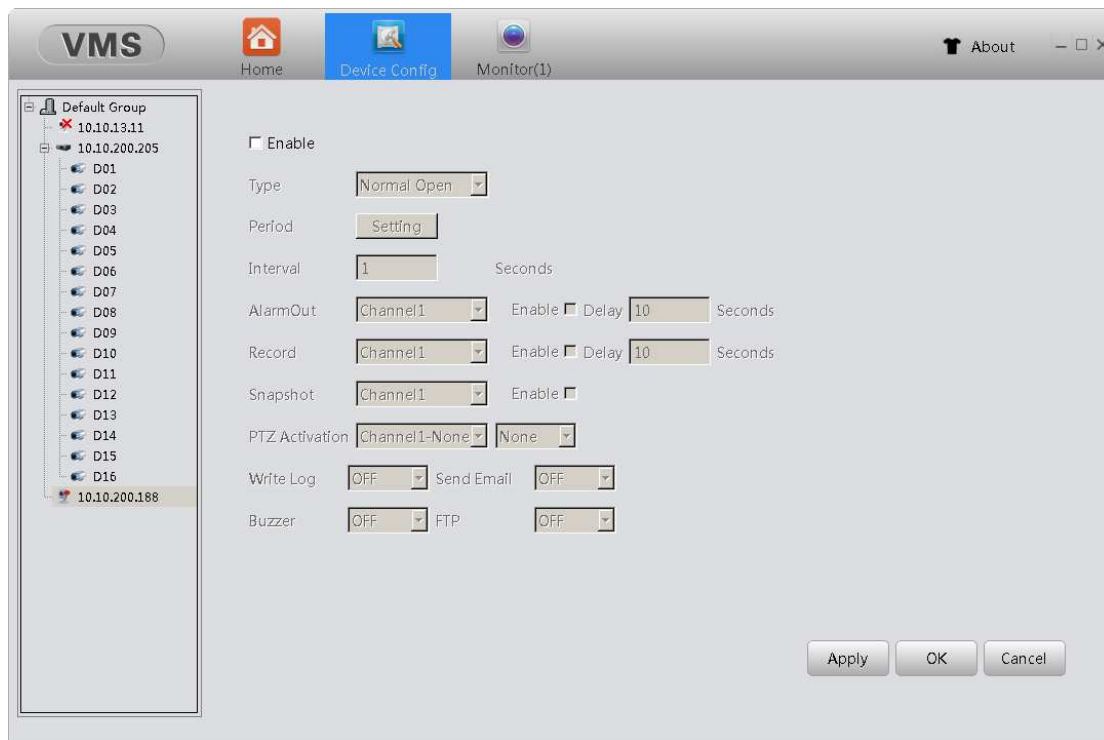 VMS
Home
Device Config
Monitor(1)
About
Default Group
10.10.13.11
10.10.200.205
D01
D02
D03
D04
D05
D06
D07
D08
D09
D10
D11
D12
D13
D14
D15
D16
10.10.200.188
Enable
Type Normal Open
Period Setting
Interval 1 Seconds
AlarmOut Channel1 Enable Delay 10 Seconds
Record Channel1 Enable Delay 10 Seconds
Snapshot Channel1 Enable
PTZ Activation Channel1-None None
Write Log OFF Send Email OFF
Buzzer OFF FTP OFF
Apply OK Cancel